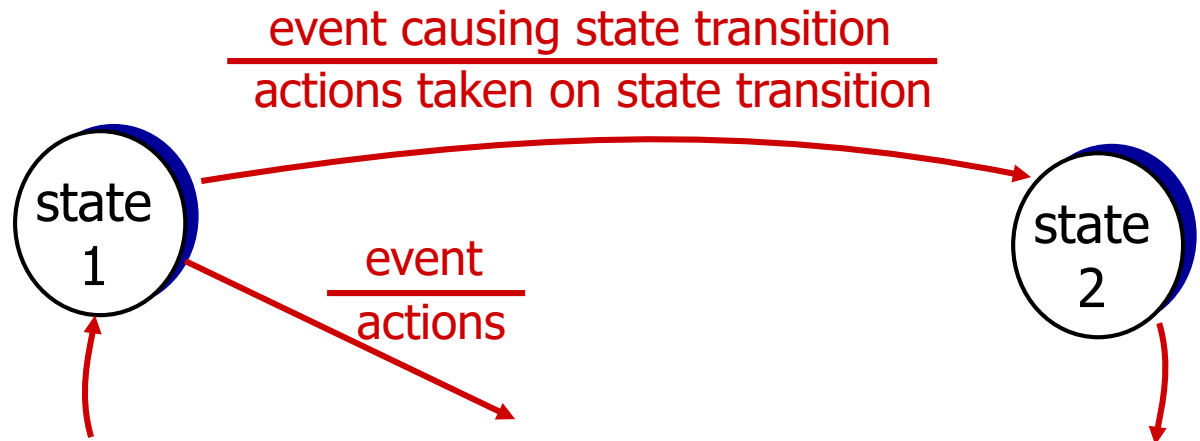 event causing state transition
actions taken on state transition
state
1
event
actions
state
2